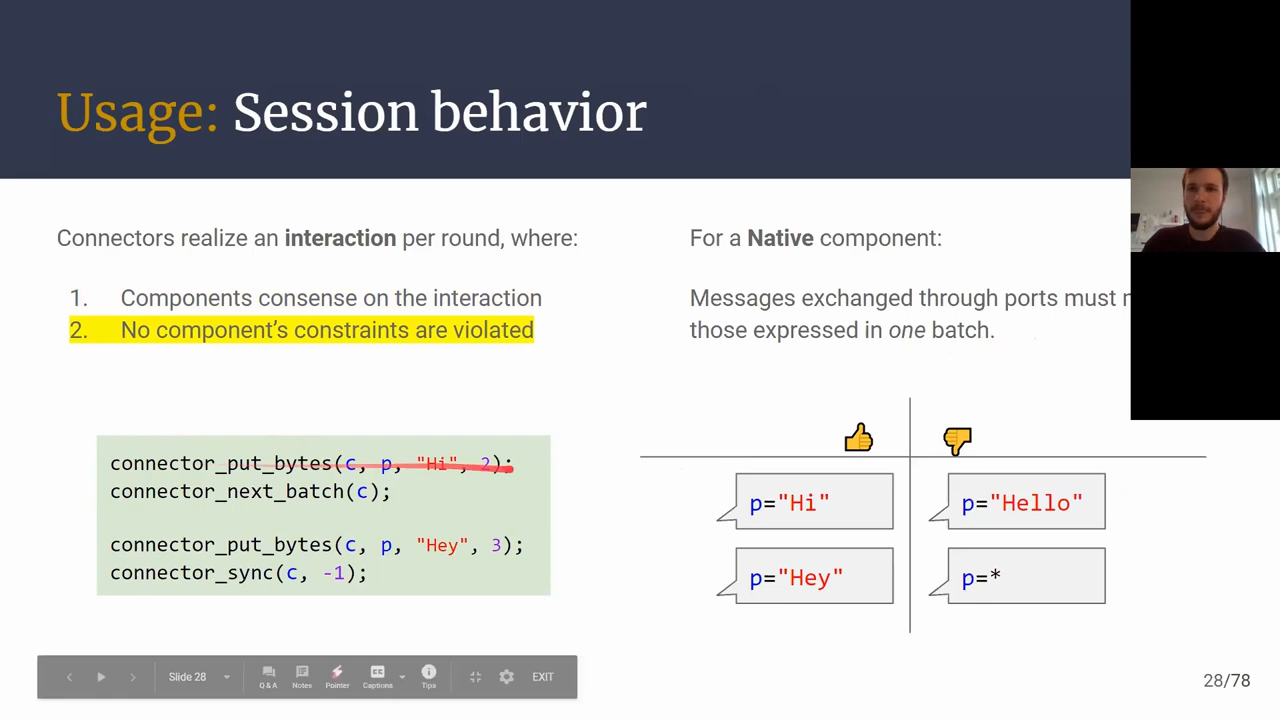 Usage: Session behavior
Connectors realize an interaction per round, where:
1. Components consense on the interaction
2. No component's constraints are violated
connector_put_bytes(c, p, "Hi", 2);
connector_next_batch(c);
connector_put_bytes(c, p, "Hey", 3);
connector_sync(c, -1);
For a Native component:
Messages exchanged through ports must
those expressed in one batch.
p="Hi"
p="Hello"
p="Hey"
p=*
Slide 28
Q & A
Notes
Pointer
Captions
Tips
EXIT
28/78